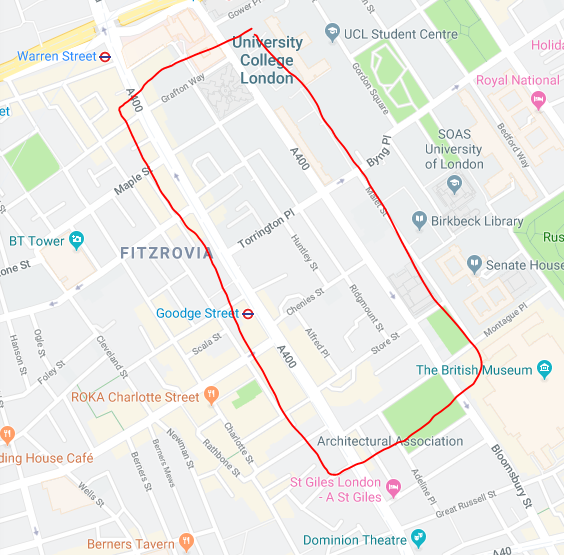 Gower Pl
UCL Student Centre
Warren Street
University
College
London
Holida
Grafton Way
A400
Gordon Square
Royal National
et
Byng Pl
SOAS
University
of London
Bedford Way
A400
Maple St
Malet St
Birkbeck Library
BT Tower
Torrington Pl
Rus
FITZROVIA
Huntley St
Senate House
one St
Goodge Street
Chenies St
Ridgmount St
Montague Pl
Hanson St
Ogle St
Cleveland St
Scala St
Alfred Pl
Store St
Foley St
A400
The British Museum
ROKA Charlotte Street
Charlotte St
Architectural Association
Newman St
Rathbone St
Berners Mews
Berners St
ding House Café
Bloomsbury St
St Giles London
- A St Giles
Adeline Pl
Wells St
Great Russell St
Berners Tavern
Dominion Theatre
A40